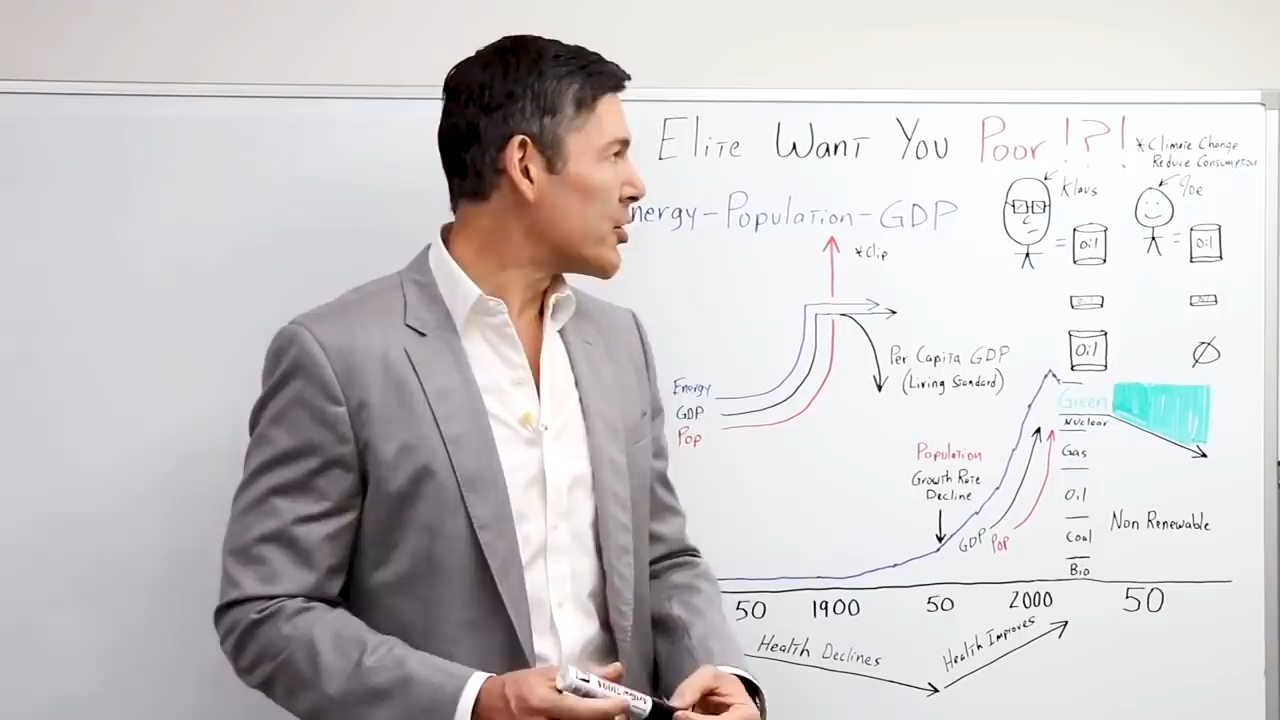 Elite Want You Poor!?!
*Climate Change
Reduce Consumption
Klaus
Joe
nergy-Population-GDP
= Oil
= Oil
*Clip
Oil
Oil
Oil
Ø
Per Capita GDP
(Living Standard)
Energy
GDP
Pop
Green
Nuclear
Gas
Oil
Coal
Bio
Non Renewable
Population
Growth Rate
Decline
GDP Pop
50 1900 50 2000 50
Health Declines
Health Improves